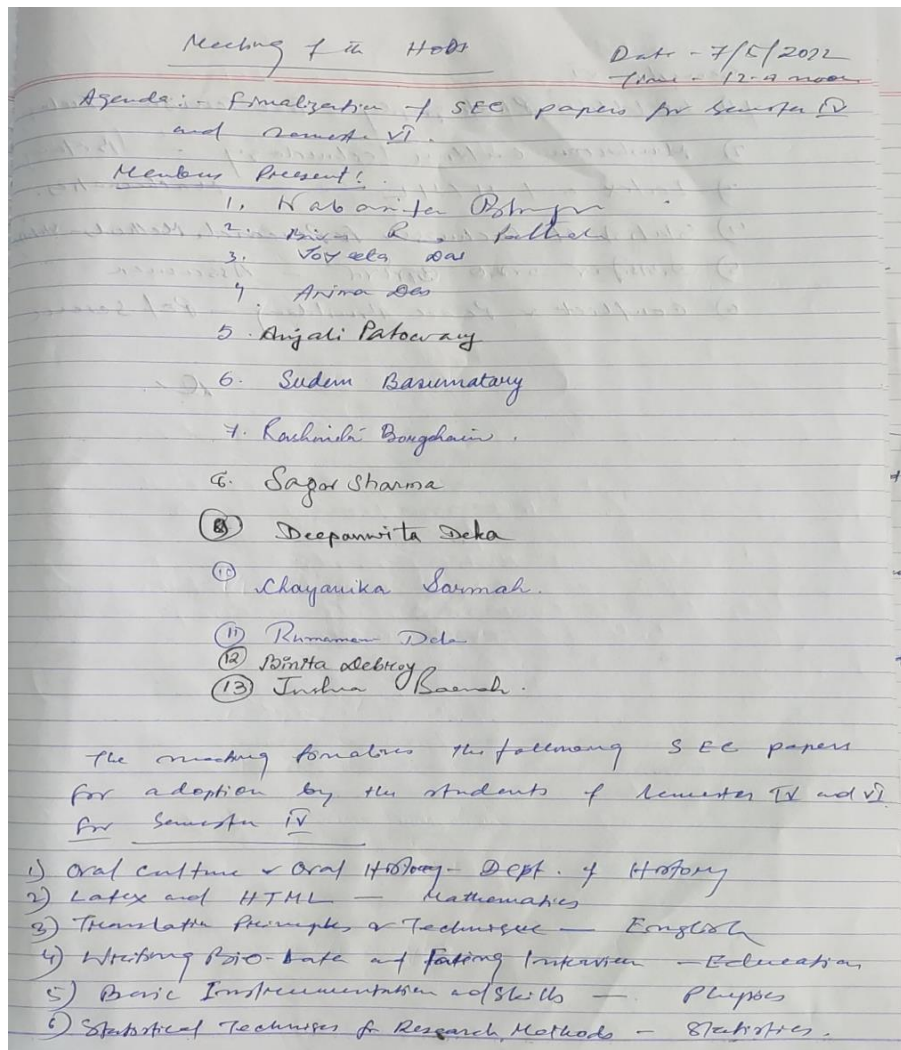 Meeting of the HODs
Date - 7/5/2022
Time - 12-0 noon
Agenda:- Finalization of SEC papers for Semester IV
and Semester VI.
Members Present:
1. Nabanita
2. R. Pathak
3. Joyeeta Das
4 Arima Das
5. Anjali Patowary
6. Sudem Basumatary
7. Rashmishi Borgohain.
8. Sagar Sharma
9 Deepanwita Deka
10 Chayanika Sarmah.
11 Rumamani Deka
12 Binita Debroy
13 Baruah.
The meeting finalises the following SEC papers
for adoption by the students of Semester IV and VI
for Semester IV
1) Oral culture & Oral History - Dept. of History
2) Latex and HTML - Mathematics
3) Translation Principles & Technique - English
4) Writing Bio-data and Facing Interview - Education
5) Basic Instrumentation and Skills - Physics
6) Statistical Techniques for Research Methods - Statistics.